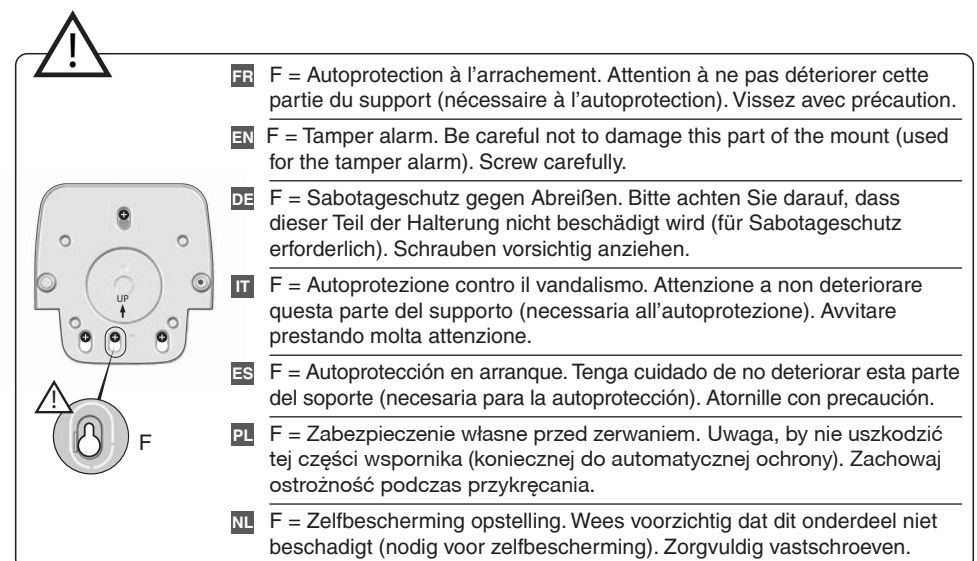 FR F = Autoprotection à l'arrachement. Attention à ne pas déteriorer cette
partie du support (nécessaire à l'autoprotection). Vissez avec précaution.
EN F = Tamper alarm. Be careful not to damage this part of the mount (used
for the tamper alarm). Screw carefully.
DE F = Sabotageschutz gegen Abreißen. Bitte achten Sie darauf, dass
dieser Teil der Halterung nicht beschädigt wird (für Sabotageschutz
erforderlich). Schrauben vorsichtig anziehen.
IT F = Autoprotezione contro il vandalismo. Attenzione a non deteriorare
questa parte del supporto (necessaria all'autoprotezione). Avvitare
prestando molta attenzione.
ES F = Autoprotección en arranque. Tenga cuidado de no deteriorar esta parte
del soporte (necesaria para la autoprotección). Atornille con precaución.
PL F = Zabezpieczenie własne przed zerwaniem. Uwaga, by nie uszkodzić
tej części wspornika (koniecznej do automatycznej ochrony). Zachowaj
ostrożność podczas przykręcania.
NL F = Zelfbescherming opstelling. Wees voorzichtig dat dit onderdeel niet
beschadigt (nodig voor zelfbescherming). Zorgvuldig vastschroeven.
UP
F